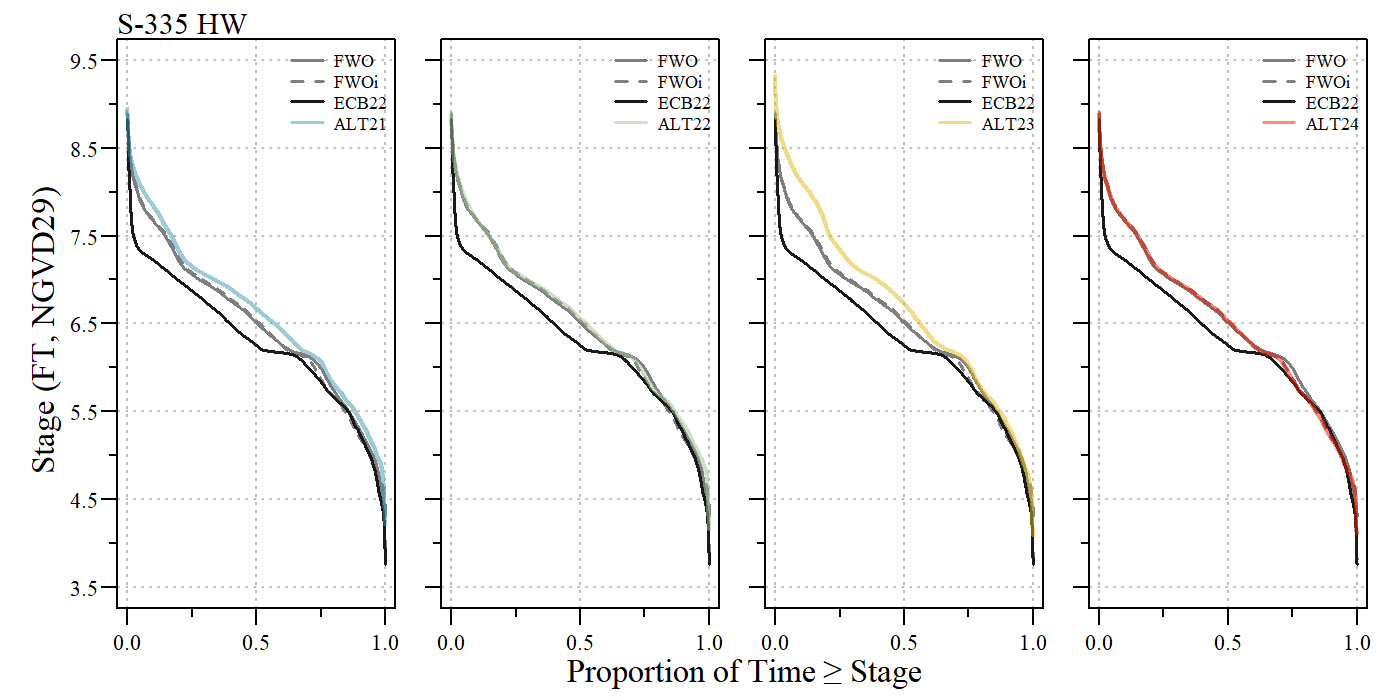 S-335 HW
Stage (FT, NGVD29)
9.5
8.5
7.5
6.5
5.5
4.5
3.5
FWO
FWOi
ECB22
ALT21
0.0 0.5 1.0
FWO
FWOi
ECB22
ALT22
0.0 0.5 1.0
FWO
FWOi
ECB22
ALT23
0.0 0.5 1.0
FWO
FWOi
ECB22
ALT24
0.0 0.5 1.0
Proportion of Time ≥ Stage